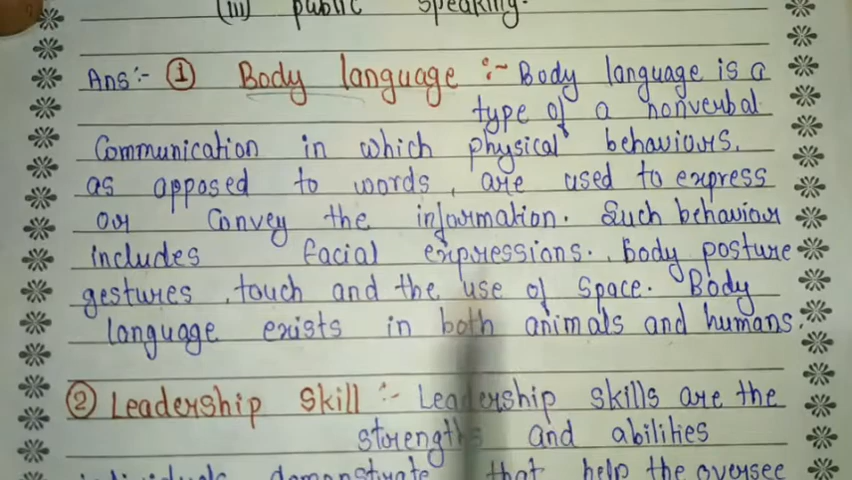 (iii) public speaking.
Ans:- ① Body language :- Body language is a
type of a nonverbal
Communication in which physical behaviours,
as opposed to words, are used to express
or Convey the information. Such behaviour
includes facial expressions, body posture
gestures, touch and the use of space. Body
language exists in both animals and humans.
② Leadership Skill :- Leadership skills are the
strengths and abilities
individuals demonstrate that help the oversee